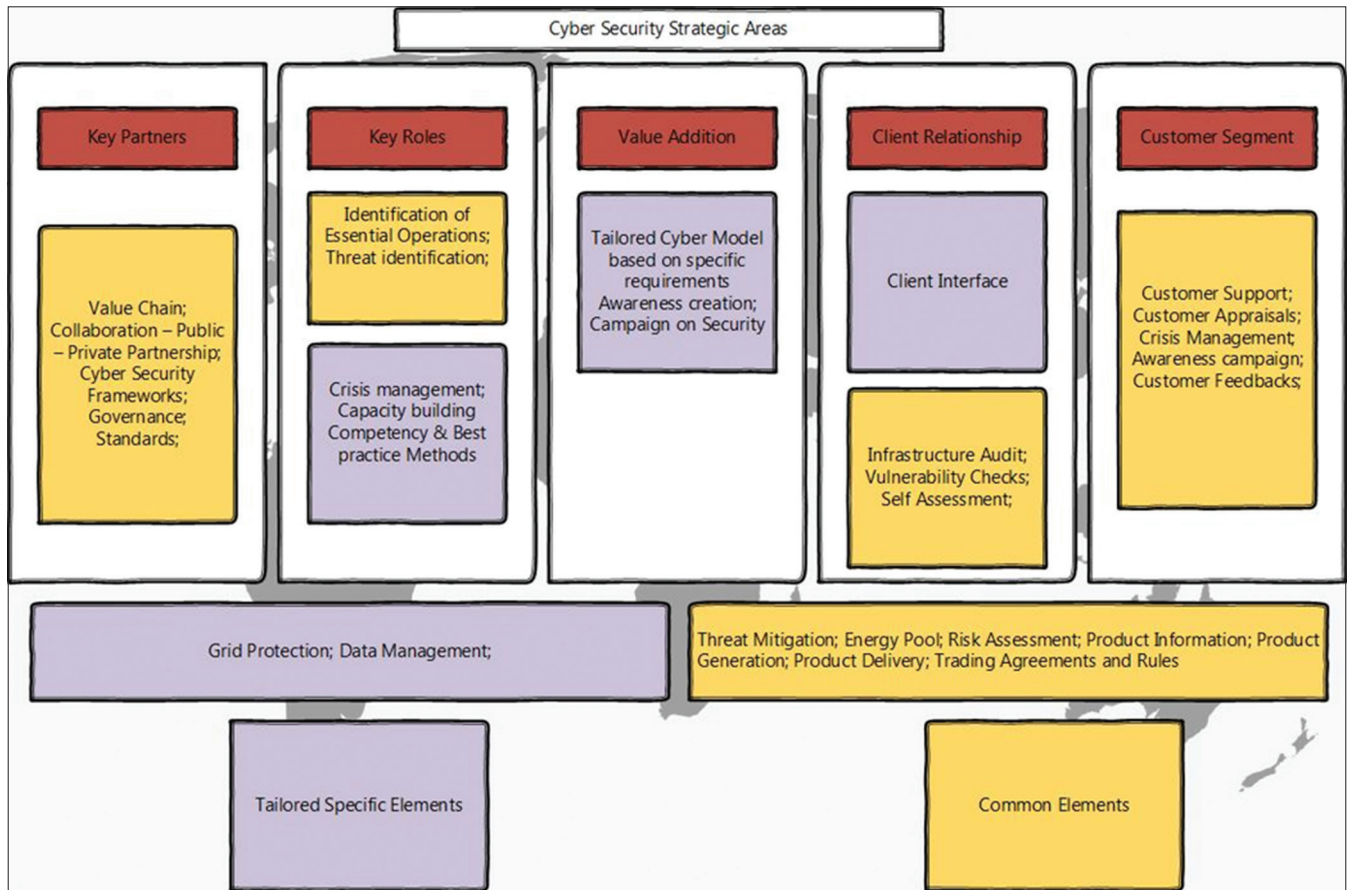 Cyber Security Strategic Areas
Key Partners
Value Chain;
Collaboration – Public
– Private Partnership;
Cyber Security
Frameworks;
Governance;
Standards;
Key Roles
Identification of
Essential Operations;
Threat identification;
Crisis management;
Capacity building
Competency & Best
practice Methods
Value Addition
Tailored Cyber Model
based on specific
requirements
Awareness creation;
Campaign on Security
Client Relationship
Client Interface
Infrastructure Audit;
Vulnerability Checks;
Self Assessment;
Customer Segment
Customer Support;
Customer Appraisals;
Crisis Management;
Awareness campaign;
Customer Feedbacks;
Grid Protection; Data Management;
Threat Mitigation; Energy Pool; Risk Assessment; Product Information; Product
Generation; Product Delivery; Trading Agreements and Rules
Tailored Specific Elements
Common Elements